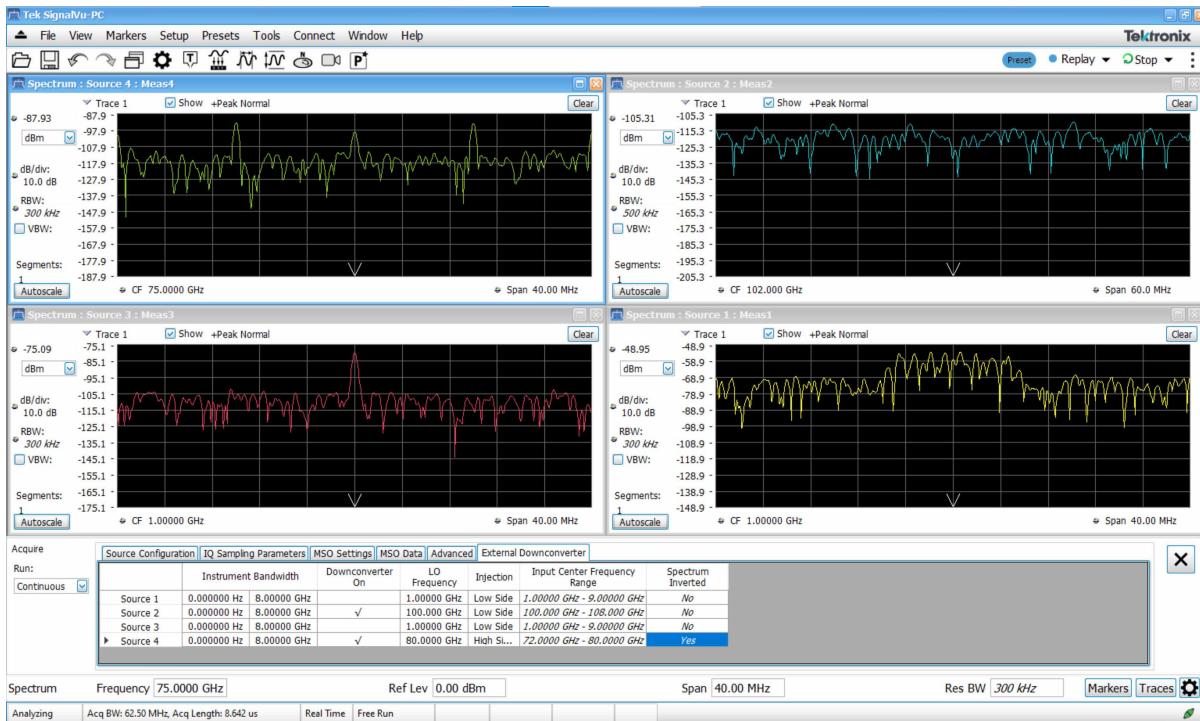 Tek SignalVu-PC
File View Markers Setup Presets Tools Connect Window Help
Tektronix
Preset Replay Stop
Spectrum : Source 4 : Meas4
Trace 1 Show +Peak Normal Clear
-87.93
dBm
dB/div:
10.0 dB
RBW:
300 kHz
VBW:
Segments:
1
Autoscale
-87.9
-97.9
-107.9
-117.9
-127.9
-137.9
-147.9
-157.9
-167.9
-177.9
-187.9
CF 75.0000 GHz Span 40.00 MHz
Spectrum : Source 2 : Meas2
Trace 1 Show +Peak Normal Clear
-105.31
dBm
dB/div:
10.0 dB
RBW:
500 kHz
VBW:
Segments:
1
Autoscale
-105.3
-115.3
-125.3
-135.3
-145.3
-155.3
-165.3
-175.3
-185.3
-195.3
-205.3
CF 102.000 GHz Span 60.0 MHz
Spectrum : Source 3 : Meas3
Trace 1 Show +Peak Normal Clear
-75.09
dBm
dB/div:
10.0 dB
RBW:
300 kHz
VBW:
Segments:
1
Autoscale
-75.1
-85.1
-95.1
-105.1
-115.1
-125.1
-135.1
-145.1
-155.1
-165.1
-175.1
CF 1.00000 GHz Span 40.00 MHz
Spectrum : Source 1 : Meas1
Trace 1 Show +Peak Normal Clear
-48.95
dBm
dB/div:
10.0 dB
RBW:
300 kHz
VBW:
Segments:
1
Autoscale
-48.9
-58.9
-68.9
-78.9
-88.9
-98.9
-108.9
-118.9
-128.9
-138.9
-148.9
CF 1.00000 GHz Span 40.00 MHz
Acquire
Run:
Continuous
Source Configuration IQ Sampling Parameters MSO Settings MSO Data Advanced External Downconverter
Instrument Bandwidth Downconverter On LO Frequency Injection Input Center Frequency Range Spectrum Inverted
Source 1 0.000000 Hz 8.00000 GHz 1.00000 GHz Low Side 1.00000 GHz - 9.00000 GHz No
Source 2 0.000000 Hz 8.00000 GHz √ 100.000 GHz Low Side 100.000 GHz - 108.000 GHz No
Source 3 0.000000 Hz 8.00000 GHz 1.00000 GHz Low Side 1.00000 GHz - 9.00000 GHz No
Source 4 0.000000 Hz 8.00000 GHz √ 80.0000 GHz High Si... 72.0000 GHz - 80.0000 GHz Yes
Spectrum Frequency 75.0000 GHz Ref Lev 0.00 dBm Span 40.00 MHz Res BW 300 kHz Markers Traces
Analyzing Acq BW: 62.50 MHz, Acq Length: 8.642 us Real Time Free Run